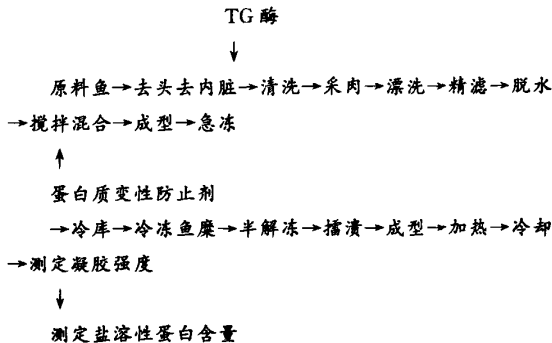 TG 酶
↓
原料鱼→去头去内脏→清洗→采肉→漂洗→精滤→脱水
→搅拌混合→成型→急冻
↑
蛋白质变性防止剂
→冷库→冷冻鱼糜→半解冻→擂溃→成型→加热→冷却
→测定凝胶强度
↓
测定盐溶性蛋白含量